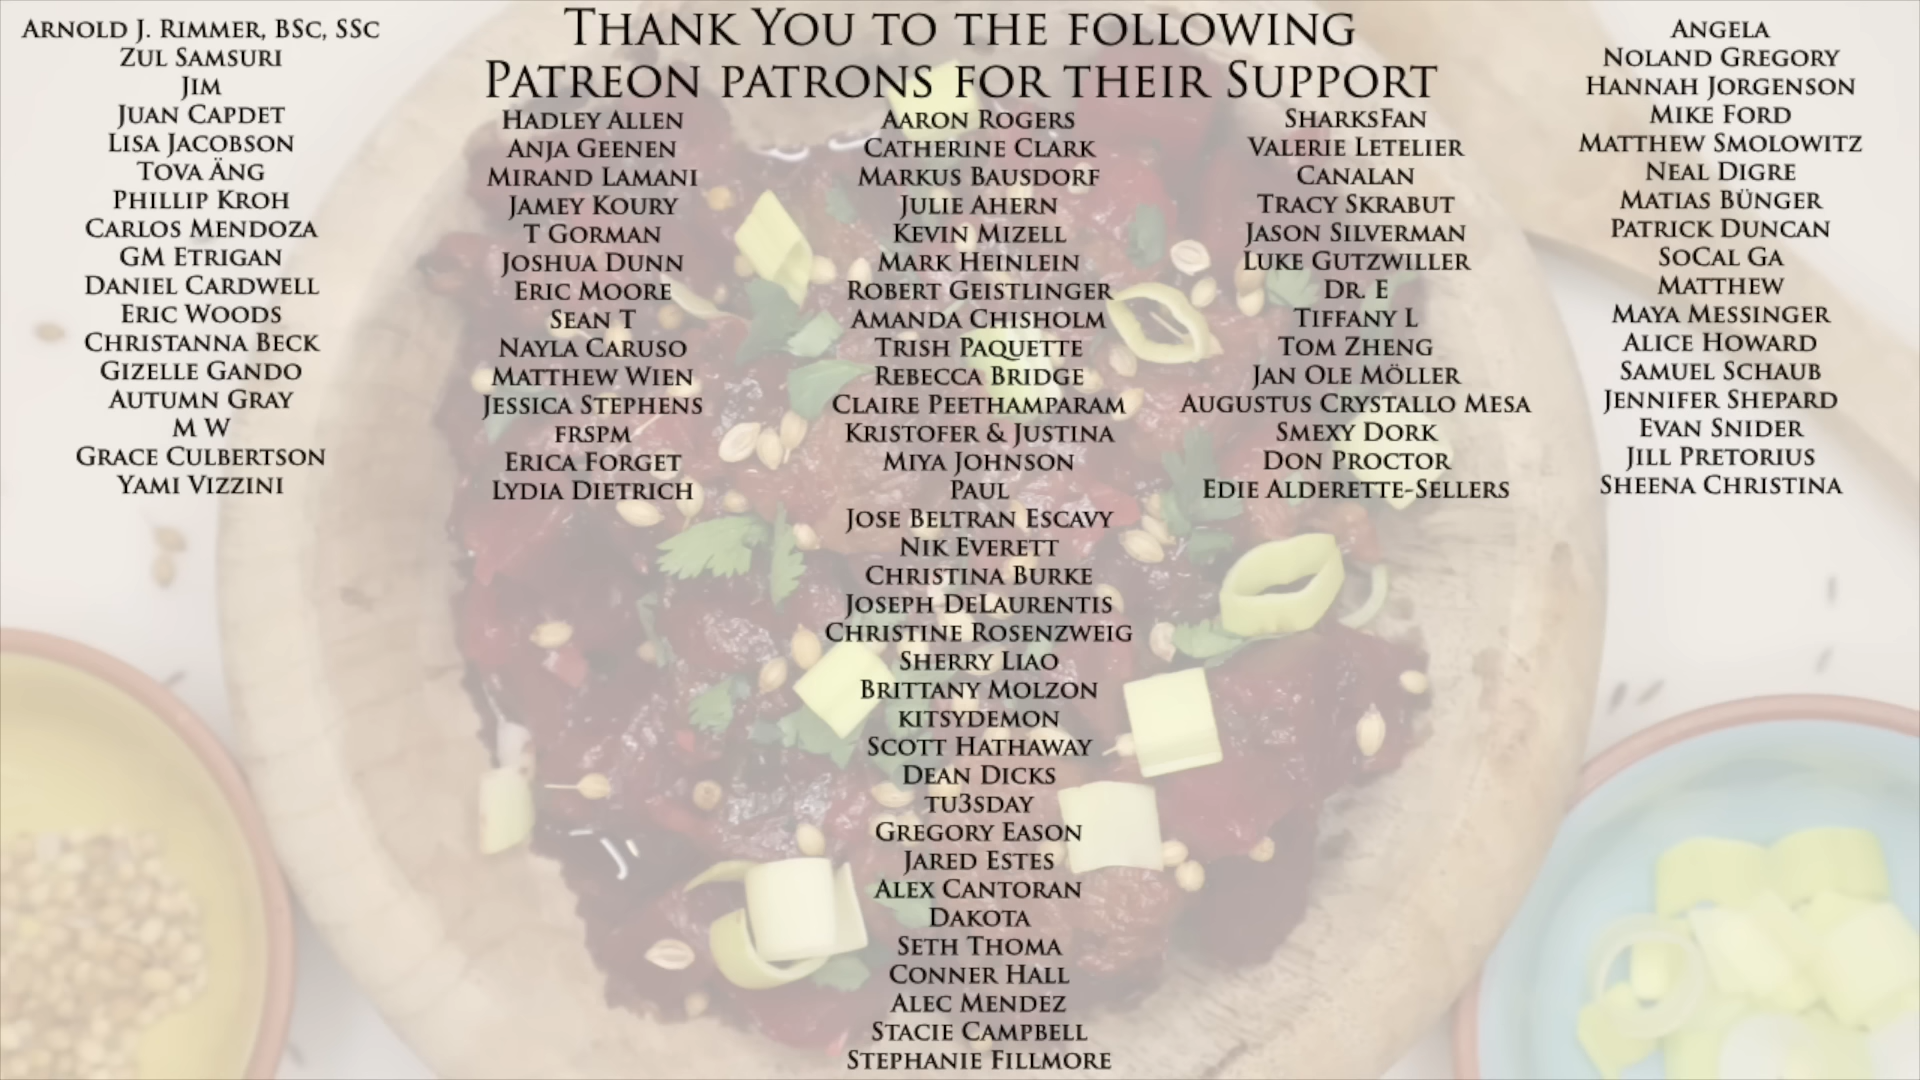 Thank You to the following
Patreon patrons for their Support
Arnold J. Rimmer, BSc, SSc
Zul Samsuri
Jim
Juan Capdet
Lisa Jacobson
Tova Äng
Phillip Kroh
Carlos Mendoza
GM Etrigan
Daniel Cardwell
Eric Woods
Christanna Beck
Gizelle Gando
Autumn Gray
M W
Grace Culbertson
Yami Vizzini
Hadley Allen
Anja Geenen
Mirand Lamani
Jamey Koury
T Gorman
Joshua Dunn
Eric Moore
Sean T
Nayla Caruso
Matthew Wien
Jessica Stephens
frspm
Erica Forget
Lydia Dietrich
Aaron Rogers
Catherine Clark
Markus Bausdorf
Julie Ahern
Kevin Mizell
Mark Heinlein
Robert Geistlinger
Amanda Chisholm
Trish Paquette
Rebecca Bridge
Claire Peethamparam
Kristofer & Justina
Miya Johnson
Paul
Jose Beltran Escavy
Nik Everett
Christina Burke
Joseph DeLaurentis
Christine Rosenzweig
Sherry Liao
Brittany Molzon
kitsydemon
Scott Hathaway
Dean Dicks
tu3sday
Gregory Eason
Jared Estes
Alex Cantoran
Dakota
Seth Thoma
Conner Hall
Alec Mendez
Stacie Campbell
Stephanie Fillmore
SharksFan
Valerie Letelier
Canalan
Tracy Skrabut
Jason Silverman
Luke Gutzwiller
Dr. E
Tiffany L
Tom Zheng
Jan Ole Möller
Augustus Crystallo Mesa
Smexy Dork
Don Proctor
Edie Alderette-Sellers
Angela
Noland Gregory
Hannah Jorgenson
Mike Ford
Matthew Smolowitz
Neal Digre
Matias Bünger
Patrick Duncan
SoCal Ga
Matthew
Maya Messinger
Alice Howard
Samuel Schaub
Jennifer Shepard
Evan Snider
Jill Pretorius
Sheena Christina